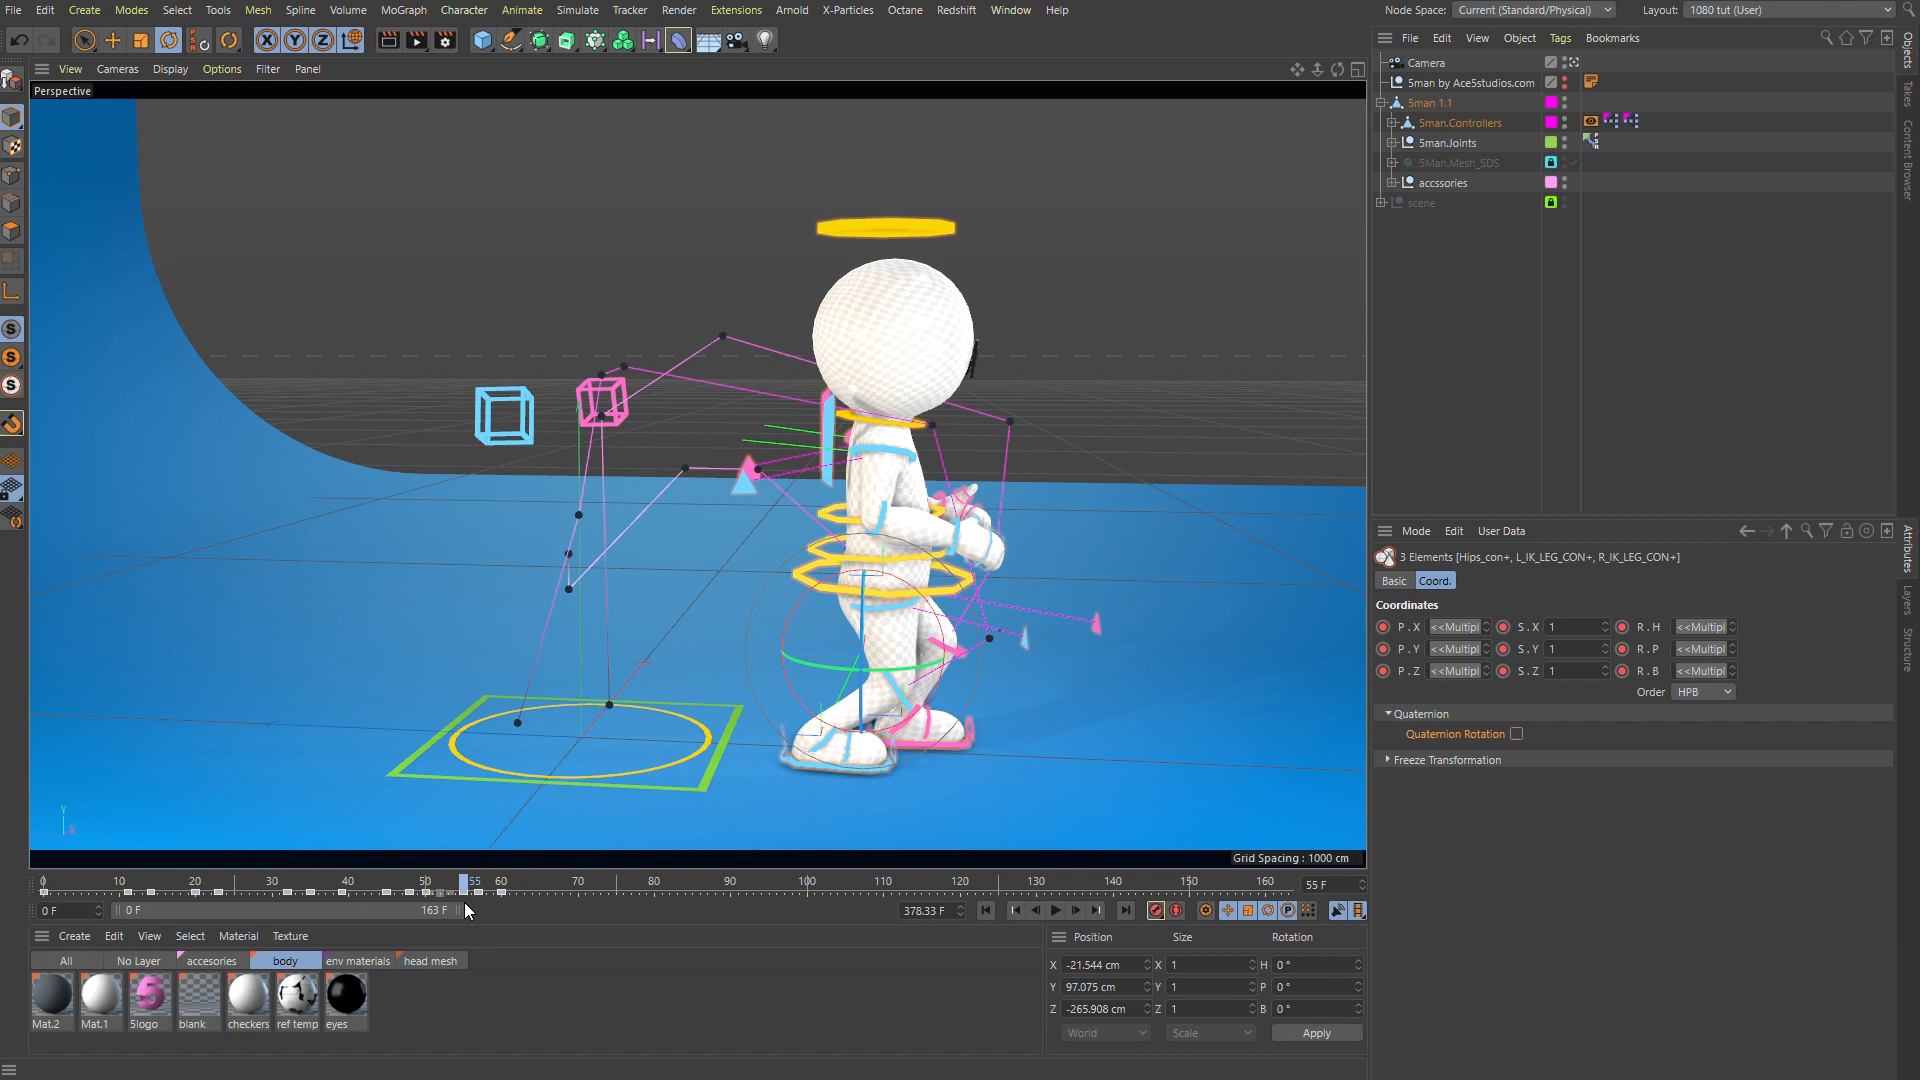 File Edit Create Modes Select Tools Mesh Spline Volume MoGraph Character Animate Simulate Tracker Render Extensions Arnold X-Particles Octane Redshift Window Help Node Space: Current (Standard/Physical) Layout: 1080 tut (User)
File Edit View Object Tags Bookmarks
View Cameras Display Options Filter Panel
Perspective
Camera
5man by Ace5studios.com
5man 1.1
5man.Controllers
5man.Joints
5Man.Mesh_SDS
accssories
scene
Objects
Takes
Content Browser
Mode Edit User Data
3 Elements [Hips_con+, L_IK_LEG_CON+, R_IK_LEG_CON+]
Basic Coord.
Coordinates
P . X <<Multipl S . X 1 R . H <<Multipl
P . Y <<Multipl S . Y 1 R . P <<Multipl
P . Z <<Multipl S . Z 1 R . B <<Multipl
Order HPB
Quaternion
Quaternion Rotation
Freeze Transformation
Attributes
Layers
Structure
Y
X
Grid Spacing : 1000 cm
0 10 20 30 40 50 55 60 70 80 90 100 110 120 130 140 150 160 55 F
0 F 0 F 163 F 378.33 F
Create Edit View Select Material Texture
All No Layer accesories body env materials head mesh
Mat.2 Mat.1 5logo blank checkers ref temp eyes
Position Size Rotation
X -21.544 cm X 1 H 0 °
Y 97.075 cm Y 1 P 0 °
Z -265.908 cm Z 1 B 0 °
World Scale Apply